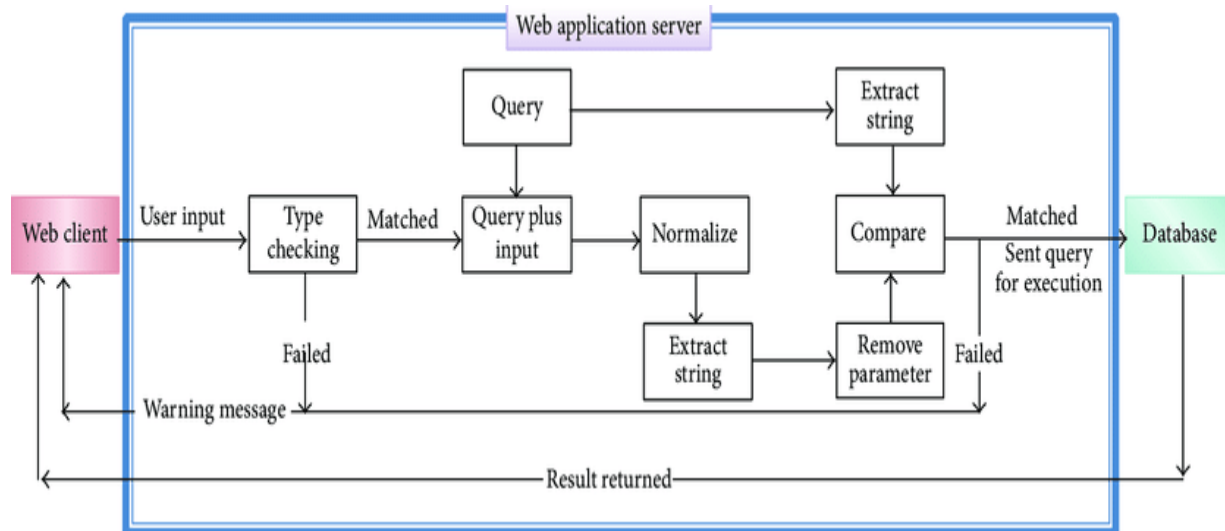 Web application server
Query
Extract
string
Web client
User input
Type
checking
Matched
Query plus
input
Normalize
Compare
Matched
Sent query
for execution
Database
Failed
Extract
string
Remove
parameter
Failed
Warning message
Result returned